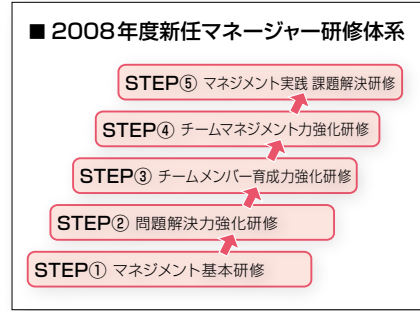 ■ 2008年度新任マネージャー研修体系
STEP⑤ マネジメント実践 課題解決研修
STEP④ チームマネジメント力強化研修
STEP③ チームメンバー育成力強化研修
STEP② 問題解決力強化研修
STEP① マネジメント基本研修